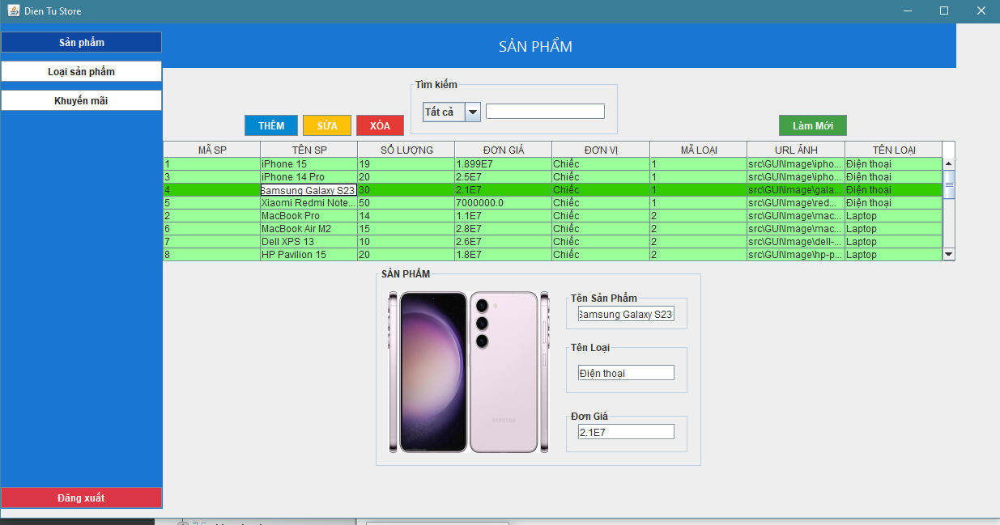 Dien Tu Store
Sản phẩm
Loại sản phẩm
Khuyến mãi
Đăng xuất
SẢN PHẨM
Tìm kiếm
Tất cả
THÊM SỬA XÓA
Làm Mới
MÃ SP TÊN SP SỐ LƯỢNG ĐƠN GIÁ ĐƠN VỊ MÃ LOẠI URL ẢNH TÊN LOẠI
1 iPhone 15 19 1.899E7 Chiếc 1 src\GUI\Image\ipho... Điện thoại
3 iPhone 14 Pro 20 2.5E7 Chiếc 1 src\GUI\Image\ipho... Điện thoại
4 Samsung Galaxy S23 30 2.1E7 Chiếc 1 src\GUI\Image\gala... Điện thoại
5 Xiaomi Redmi Note... 50 7000000.0 Chiếc 1 src\GUI\Image\red... Điện thoại
2 MacBook Pro 14 1.1E7 Chiếc 2 src\GUI\Image\mac... Laptop
6 MacBook Air M2 15 2.8E7 Chiếc 2 src\GUI\Image\mac... Laptop
7 Dell XPS 13 10 2.6E7 Chiếc 2 src\GUI\Image\dell-... Laptop
8 HP Pavilion 15 20 1.8E7 Chiếc 2 src\GUI\Image\hp-p... Laptop
SẢN PHẨM
SAMSUNG
Tên Sản Phẩm
Samsung Galaxy S23
Tên Loại
Điện thoại
Đơn Giá
2.1E7